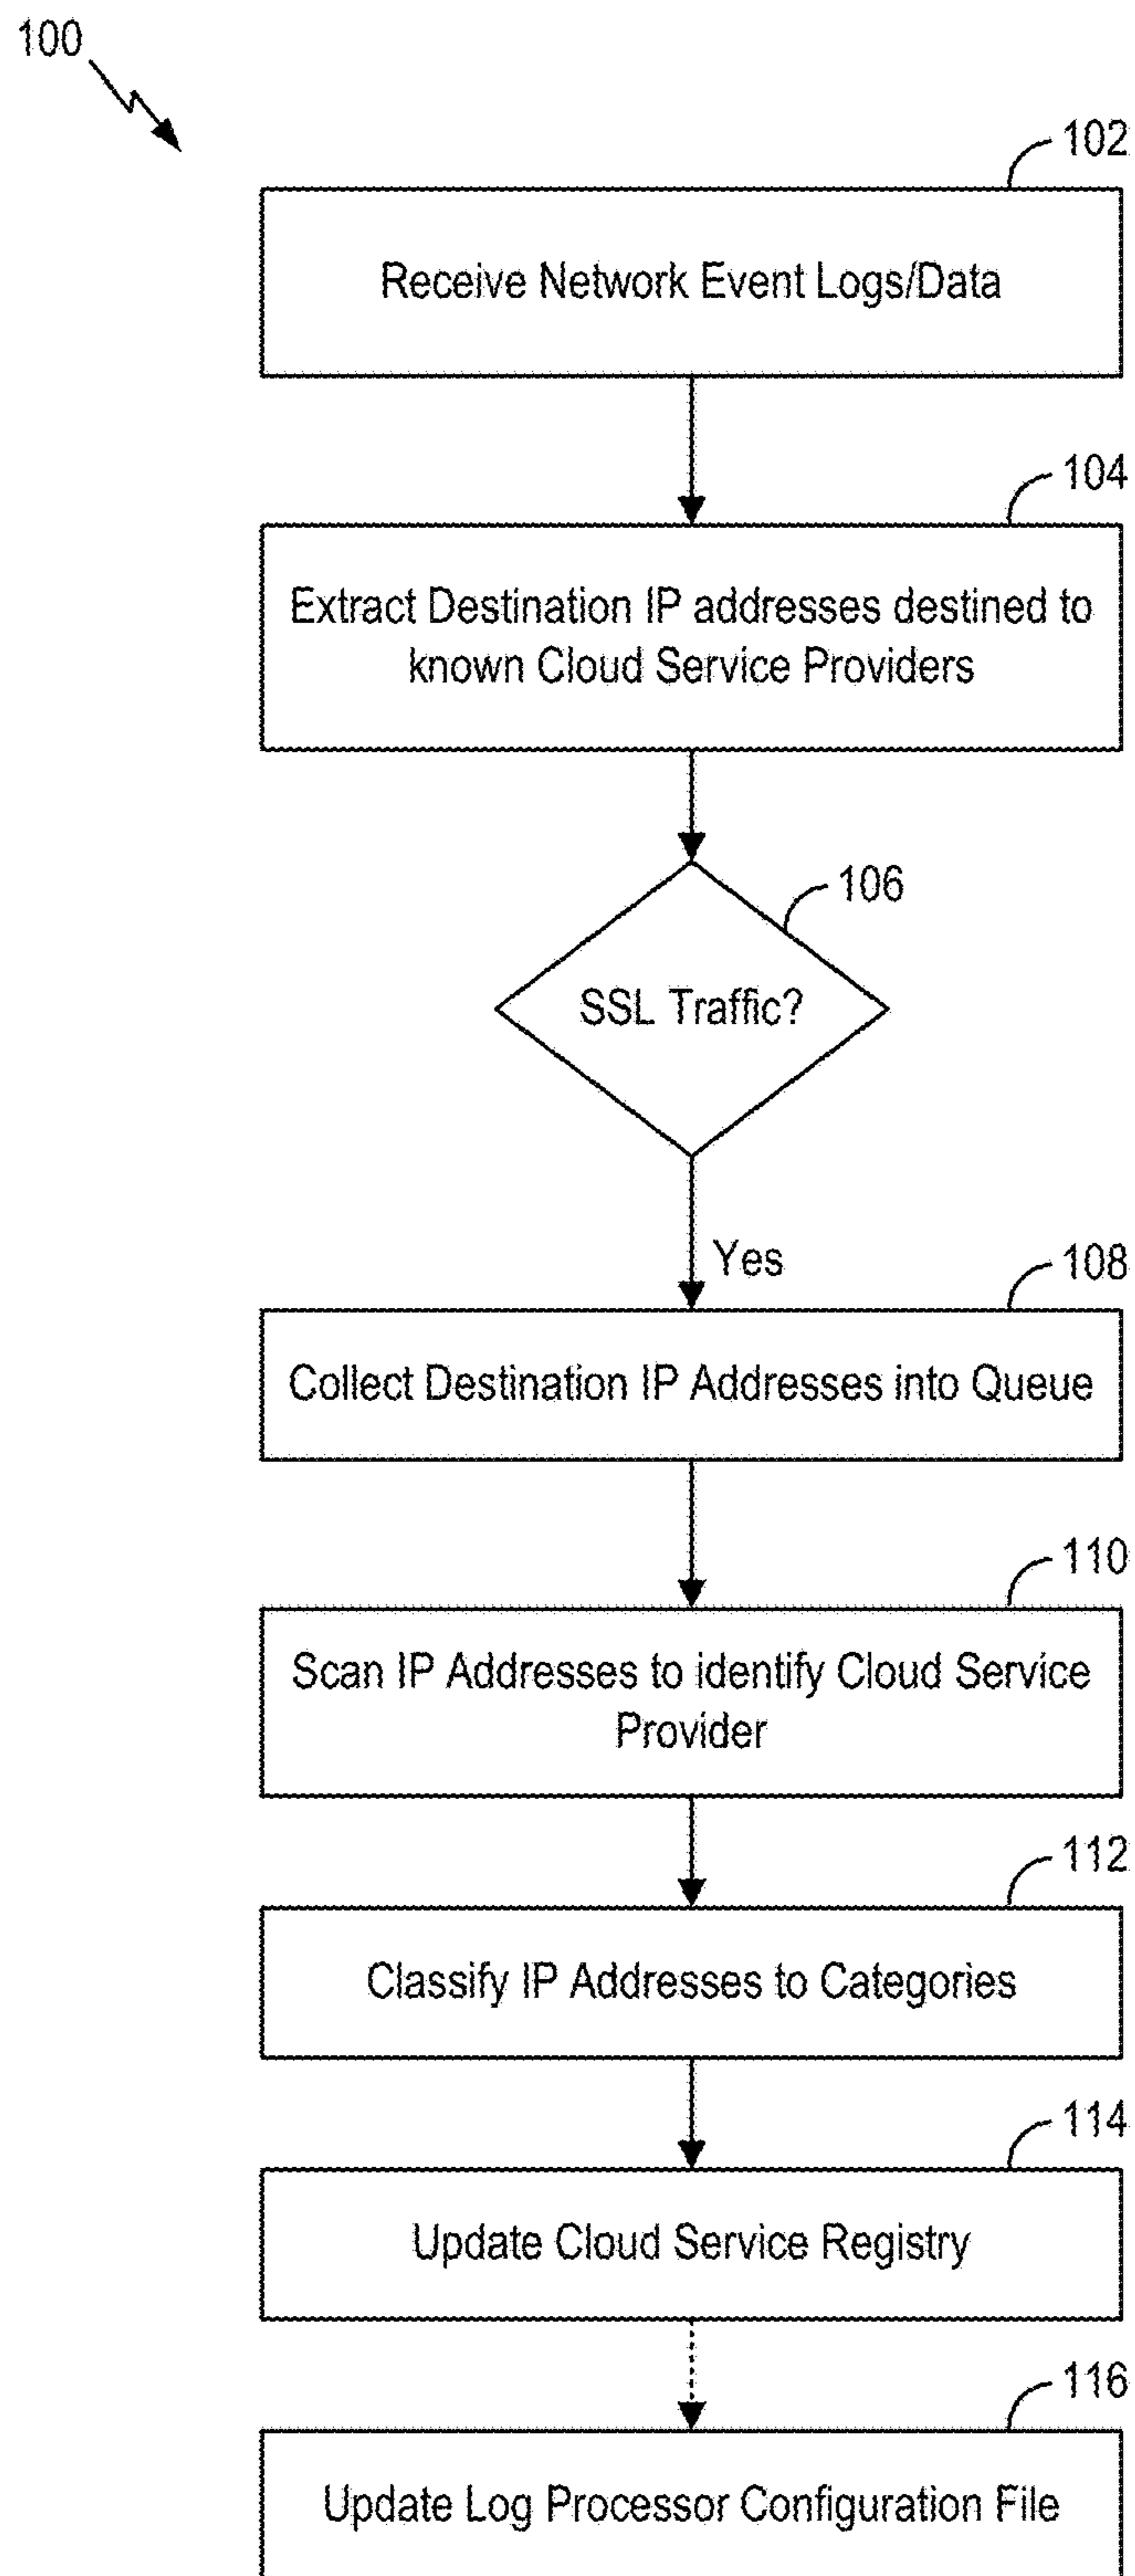 100
102
Receive Network Event Logs/Data
104
Extract Destination IP addresses destined to
known Cloud Service Providers
106
SSL Traffic?
Yes
108
Collect Destination IP Addresses into Queue
110
Scan IP Addresses to identify Cloud Service
Provider
112
Classify IP Addresses to Categories
114
Update Cloud Service Registry
116
Update Log Processor Configuration File